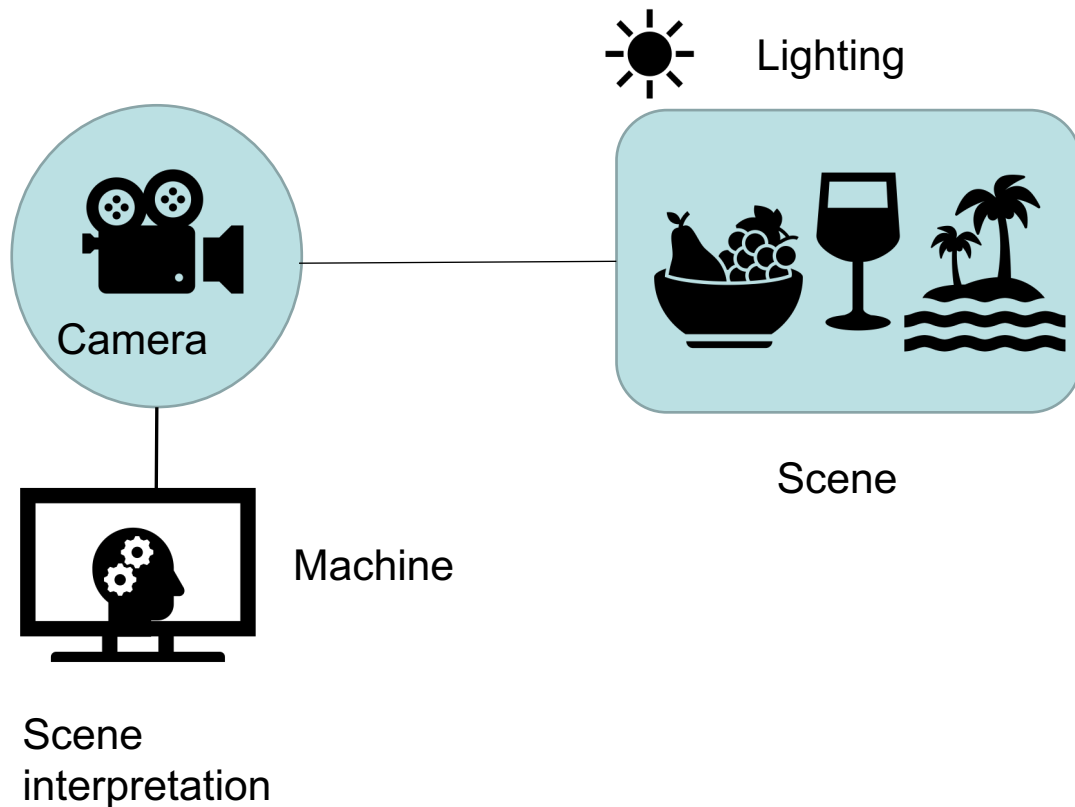 Lighting
Camera
Scene
Machine
Scene
interpretation